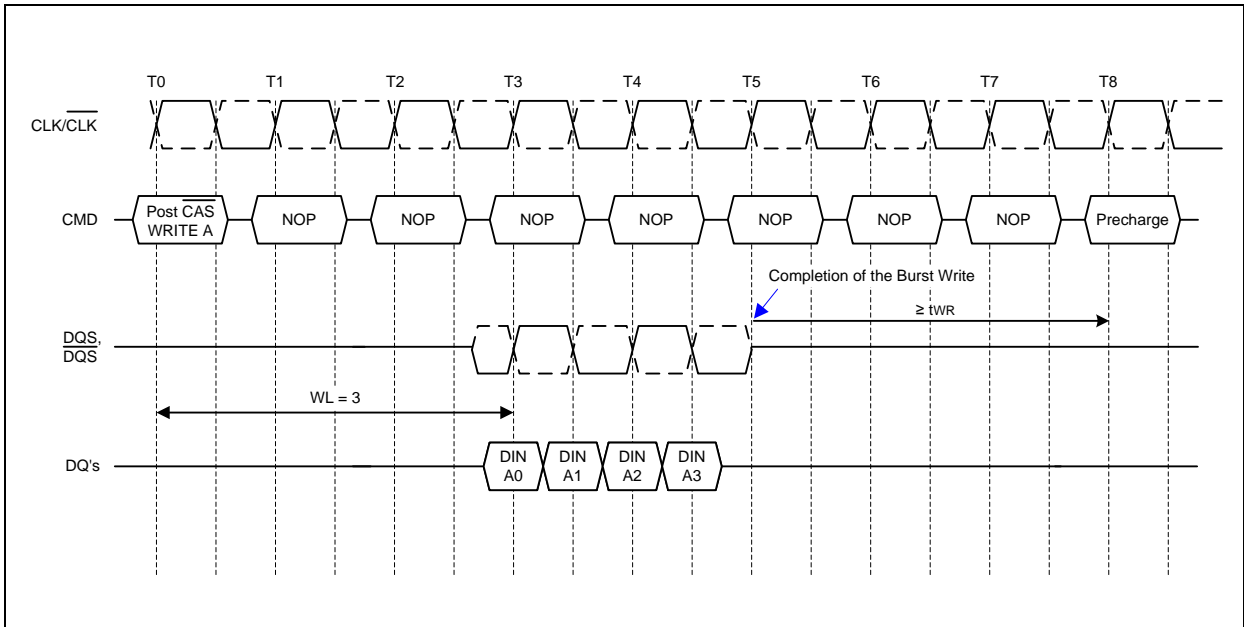 T0 T1 T2 T3 T4 T5 T6 T7 T8
CLK/CLK
CMD
Post CAS
WRITE A
NOP NOP NOP NOP NOP NOP NOP Precharge
Completion of the Burst Write
≥ tWR
DQS,
DQS
WL = 3
DQ's
DIN DIN DIN DIN
A0 A1 A2 A3